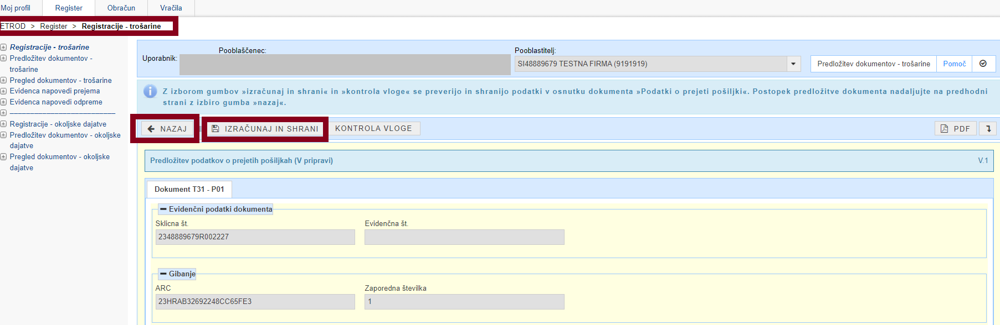 Moj profil
Register
Obračun
Vračila
ETROD > Register > Registracije - trošarine
Registracije - trošarine
Predložitev dokumentov -
trošarine
Pregled dokumentov - trošarine
Evidenca napovedi prejema
Evidenca napovedi odpreme
Registracije - okoljske dajatve
Predložitev dokumentov - okoljske
dajatve
Pregled dokumentov - okoljske
dajatve
Uporabnik:
Pooblaščenec:
Pooblastitelj:
SI48889679 TESTNA FIRMA (9191919)
Predložitev dokumentov - trošarine
Pomoč
Z izborom gumbov »izračunaj in shrani« in »kontrola vloge« se preverijo in shranijo podatki v osnutku dokumenta »Podatki o prejeti pošiljki«. Postopek predložitve dokumenta nadaljujte na predhodni
strani z izbiro gumba »nazaj«.
NAZAJ
IZRAČUNAJ IN SHRANI
KONTROLA VLOGE
PDF
Predložitev podatkov o prejetih pošiljkah (V pripravi)
V.1
Dokument T31 - P01
Evidenčni podatki dokumenta
Sklicna št.
Evidenčna št.
2348889679R002227
Gibanje
ARC
Zaporedna številka
23HRAB32692248CC65FE3
1